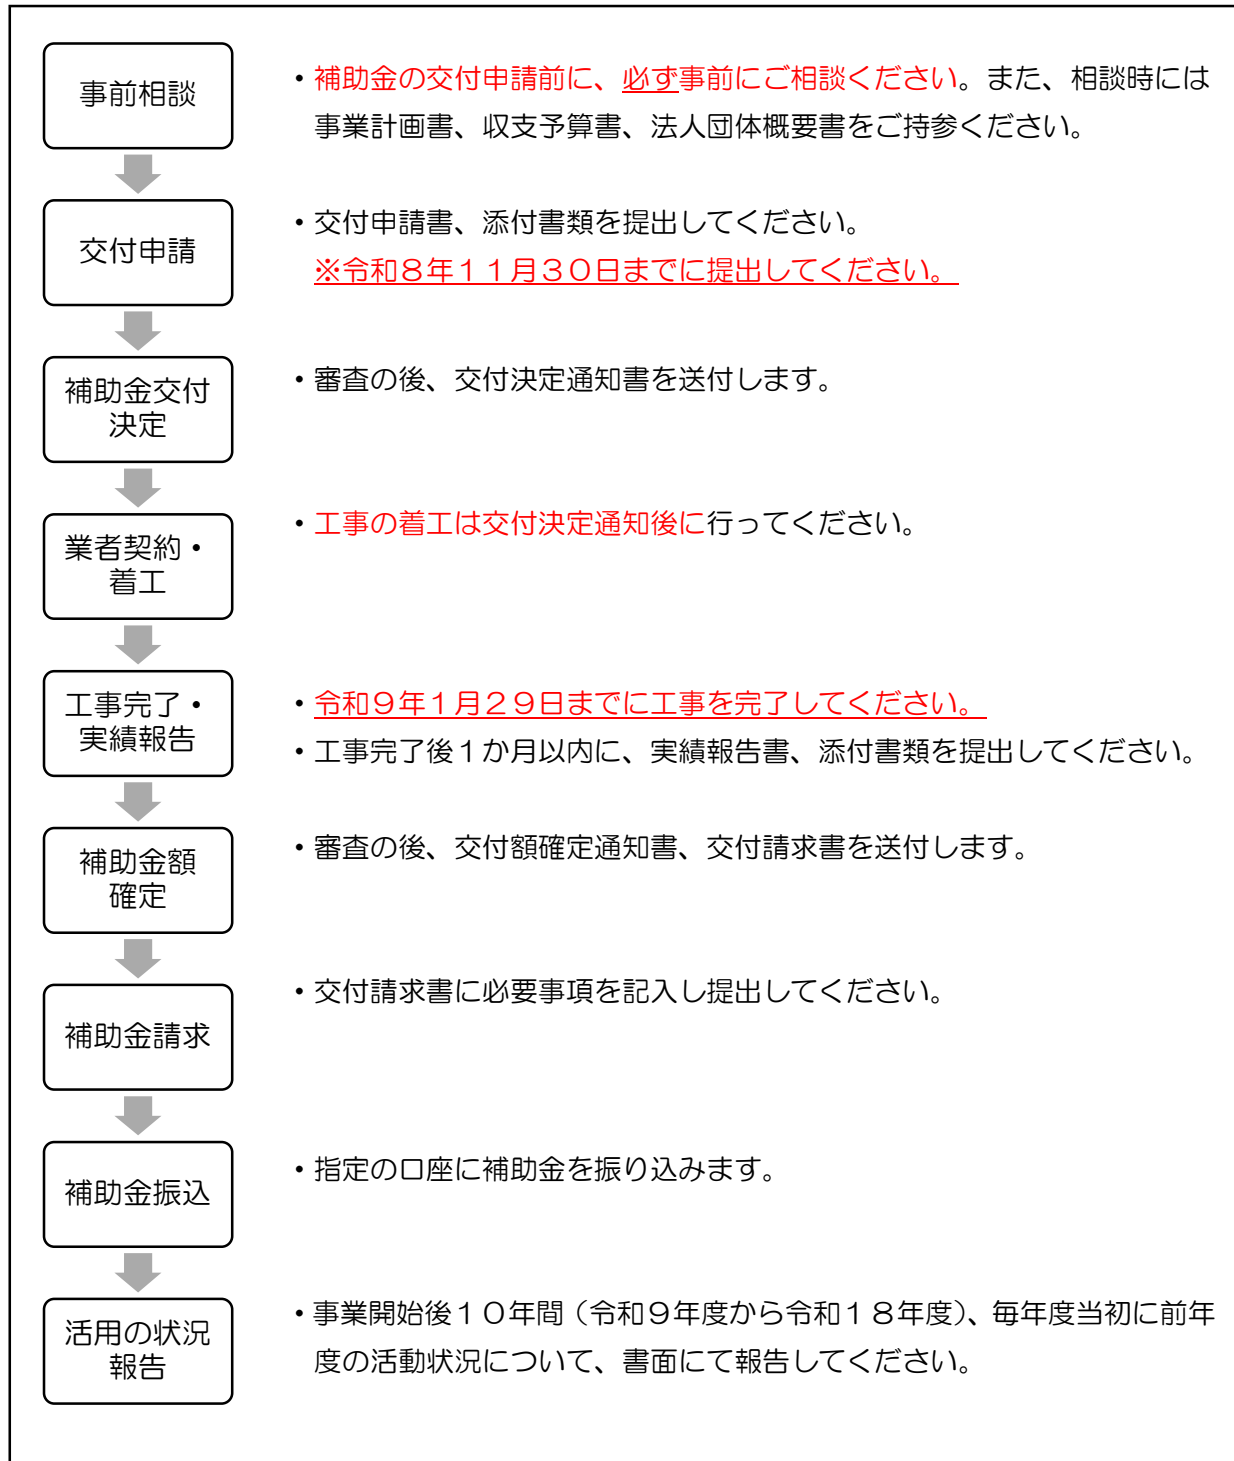 事前相談
・補助金の交付申請前に、必ず事前にご相談ください。また、相談時には
事業計画書、収支予算書、法人団体概要書をご持参ください。
交付申請
・交付申請書、添付書類を提出してください。
※令和８年１１月３０日までに提出してください。
補助金交付
決定
・審査の後、交付決定通知書を送付します。
業者契約・
着工
・工事の着工は交付決定通知後に行ってください。
工事完了・
実績報告
・令和９年１月２９日までに工事を完了してください。
・工事完了後１か月以内に、実績報告書、添付書類を提出してください。
補助金額
確定
・審査の後、交付額確定通知書、交付請求書を送付します。
補助金請求
・交付請求書に必要事項を記入し提出してください。
補助金振込
・指定の口座に補助金を振り込みます。
活用の状況
報告
・事業開始後１０年間（令和９年度から令和１８年度）、毎年度当初に前年
度の活動状況について、書面にて報告してください。